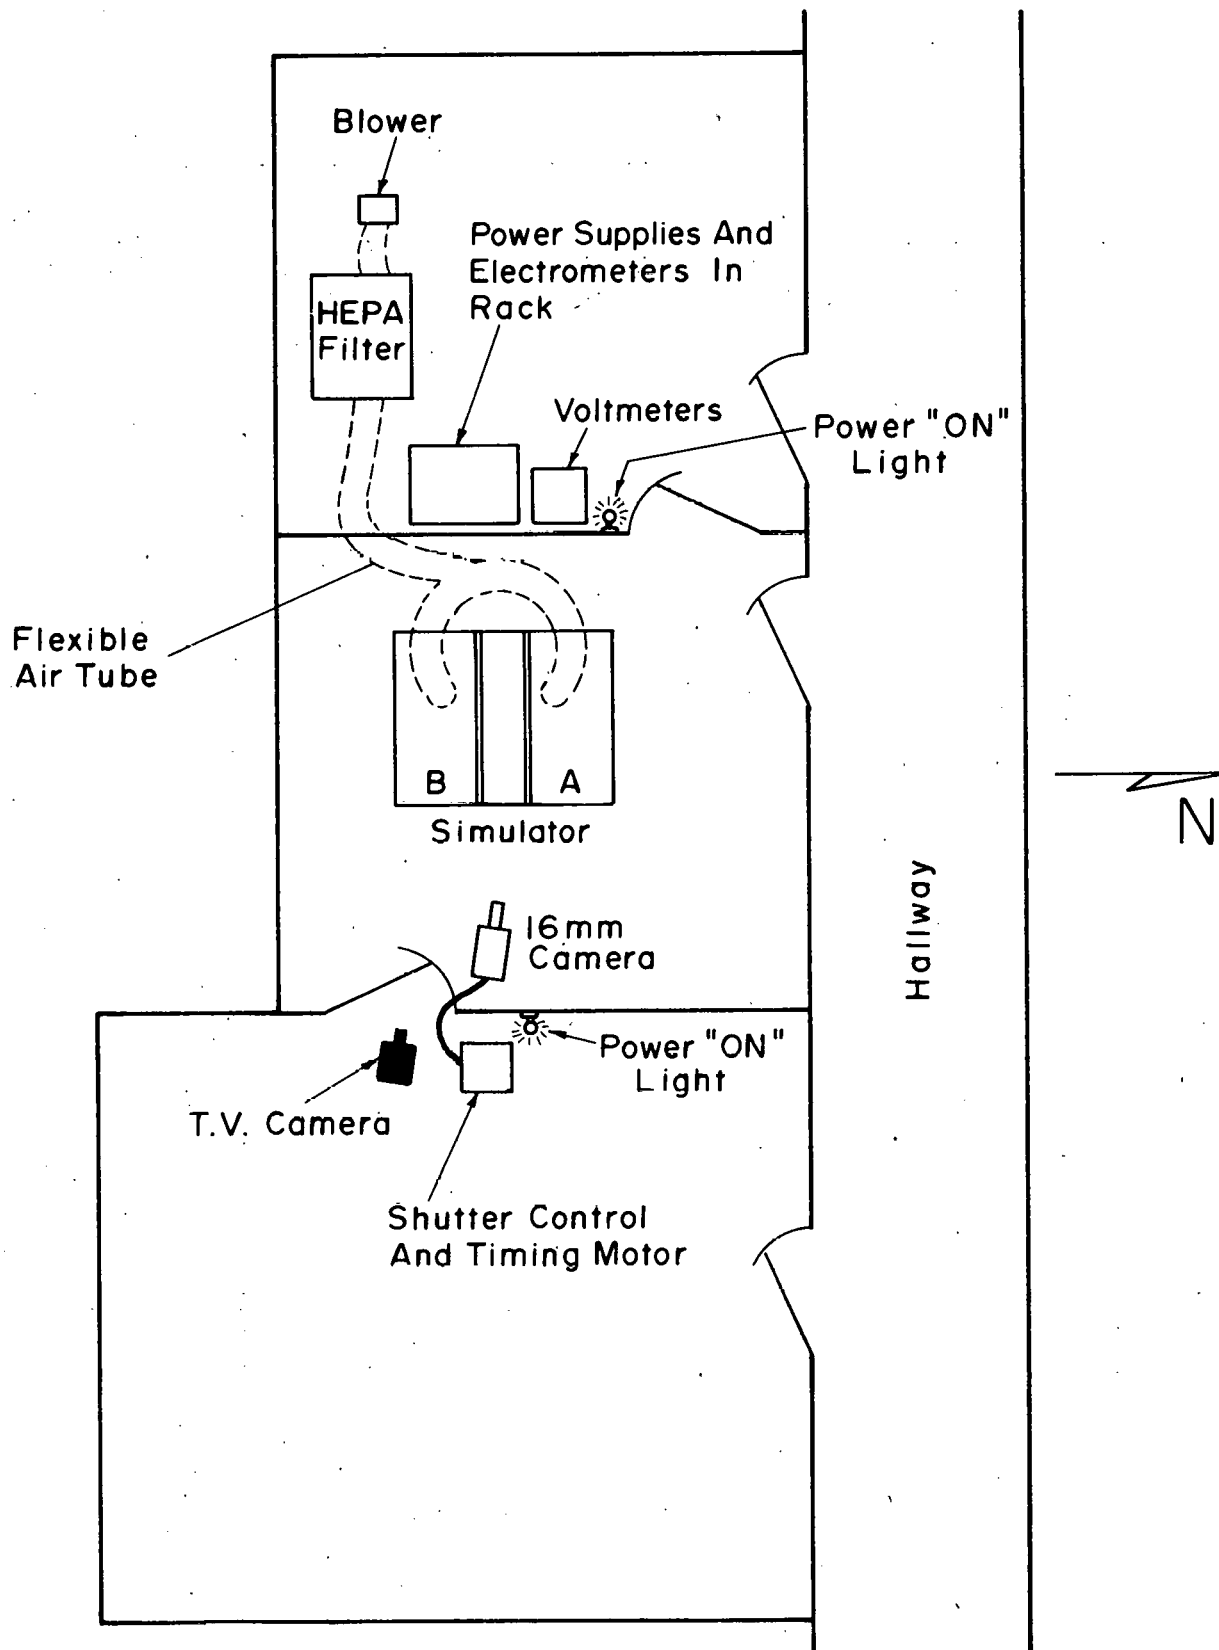 Blower
Power Supplies And
Electrometers In
Rack
HEPA
Filter
Voltmeters
Power "ON"
Light
Flexible
Air Tube
B
A
Simulator
N
Hallway
16mm
Camera
Power "ON"
Light
T.V. Camera
Shutter Control
And Timing Motor